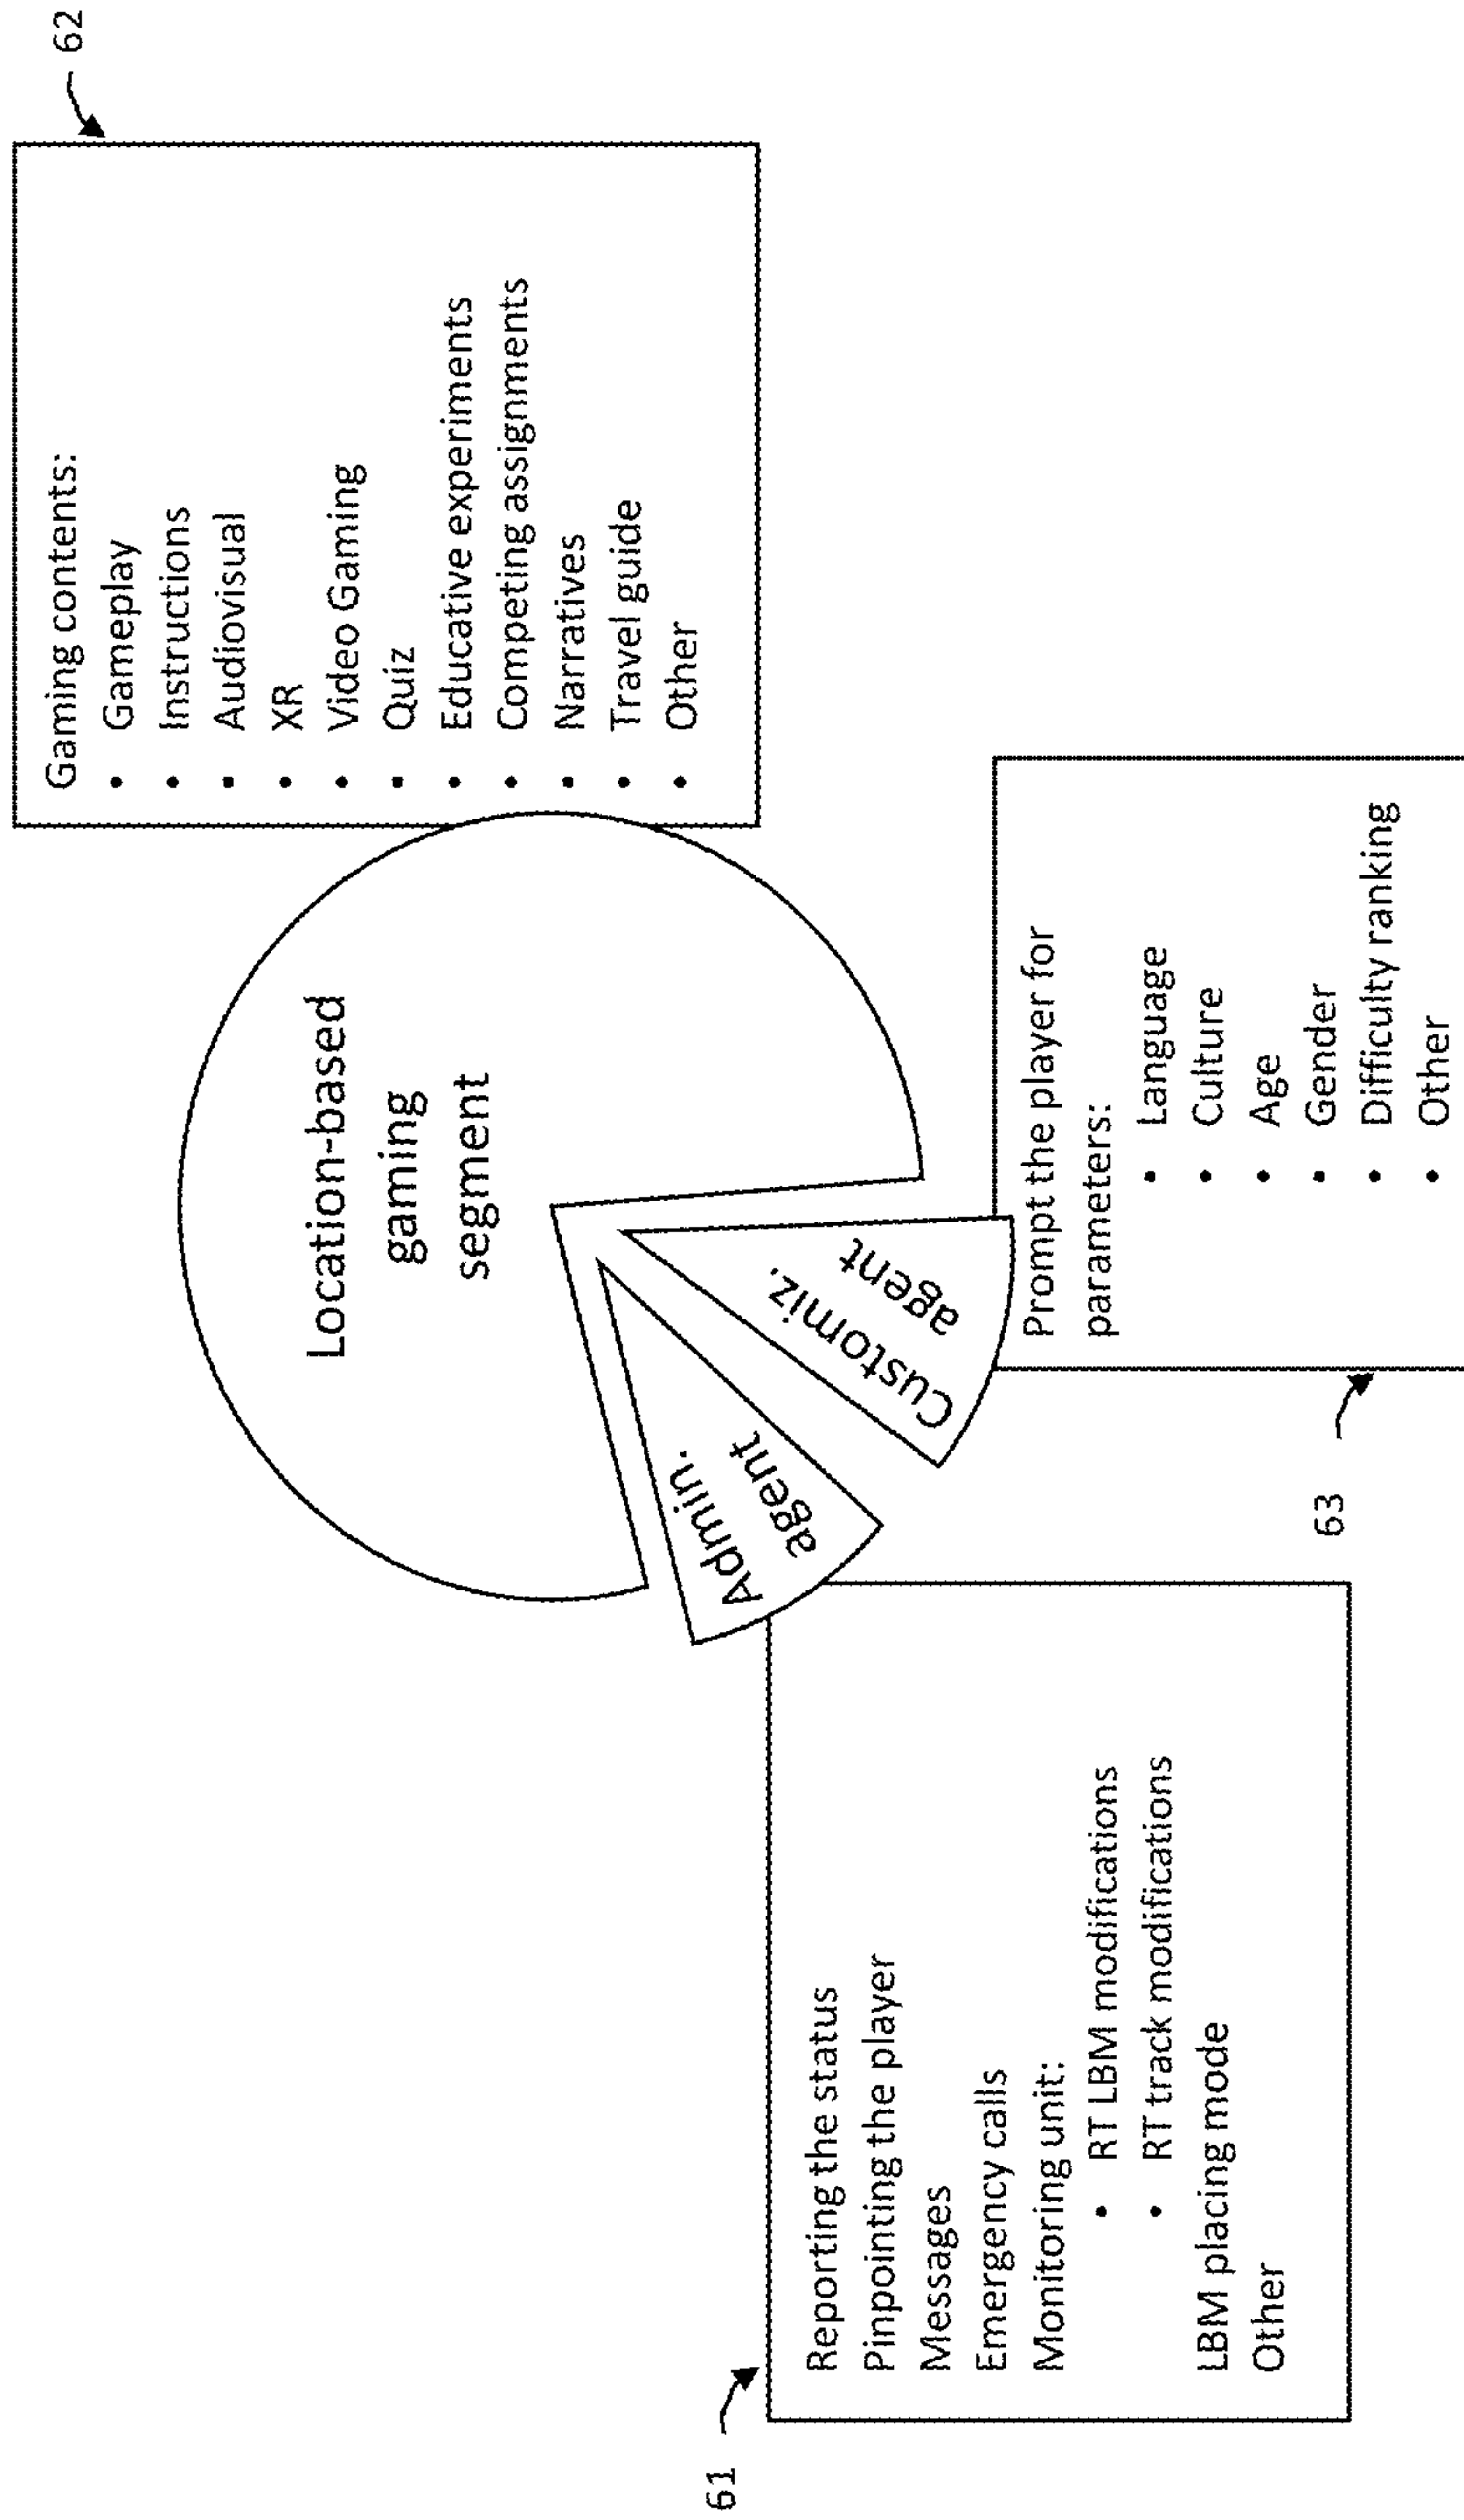 62
Gaming contents:
• Gameplay
• Instructions
• Audiovisual
• XR
• Video Gaming
• Quiz
• Educative experiments
• Competing assignments
• Narratives
• Travel guide
• Other
Location-based
gaming
segment
Admin.
agent
Customiz.
agent
61
Reporting the status
Pinpointing the player
Messages
Emergency calls
Monitoring unit:
• RT LBM modifications
• RT track modifications
LBM placing mode
Other
63
Prompt the player for
parameters:
• Language
• Culture
• Age
• Gender
• Difficulty ranking
• Other